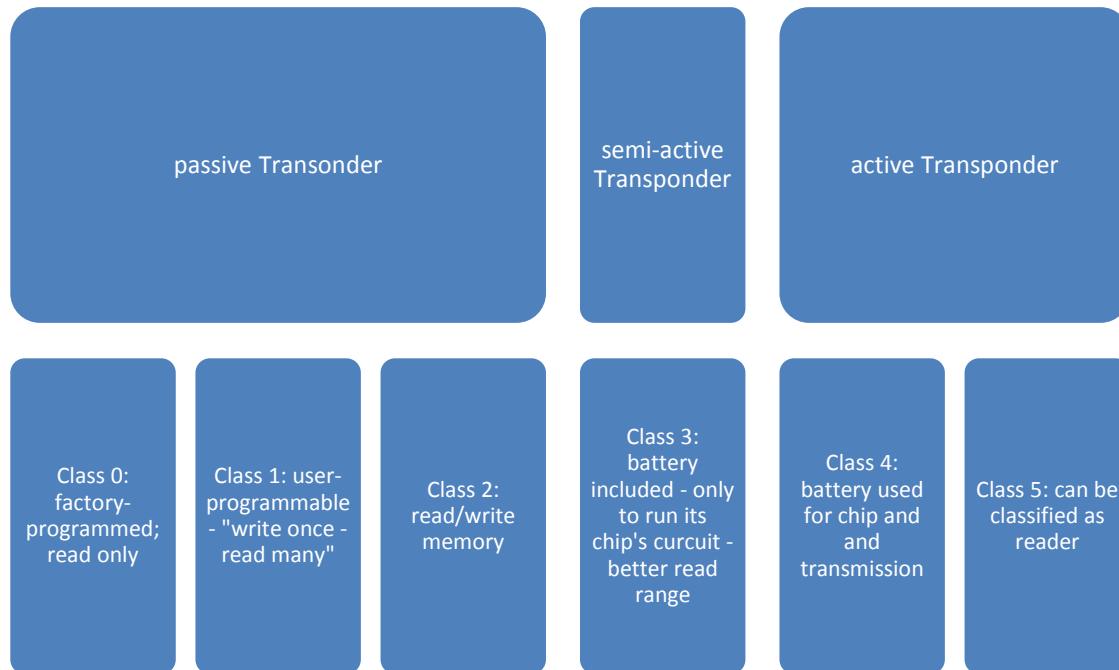 passive Transonder
semi-active
Transponder
active Transponder
Class 0:
factory-
programmed;
read only
Class 1: user-
programmable
- "write once -
read many"
Class 2:
read/write
memory
Class 3:
battery
included - only
to run its
chip's curcuit -
better read
range
Class 4:
battery used
for chip and
and
transmission
Class 5: can be
classified as
reader